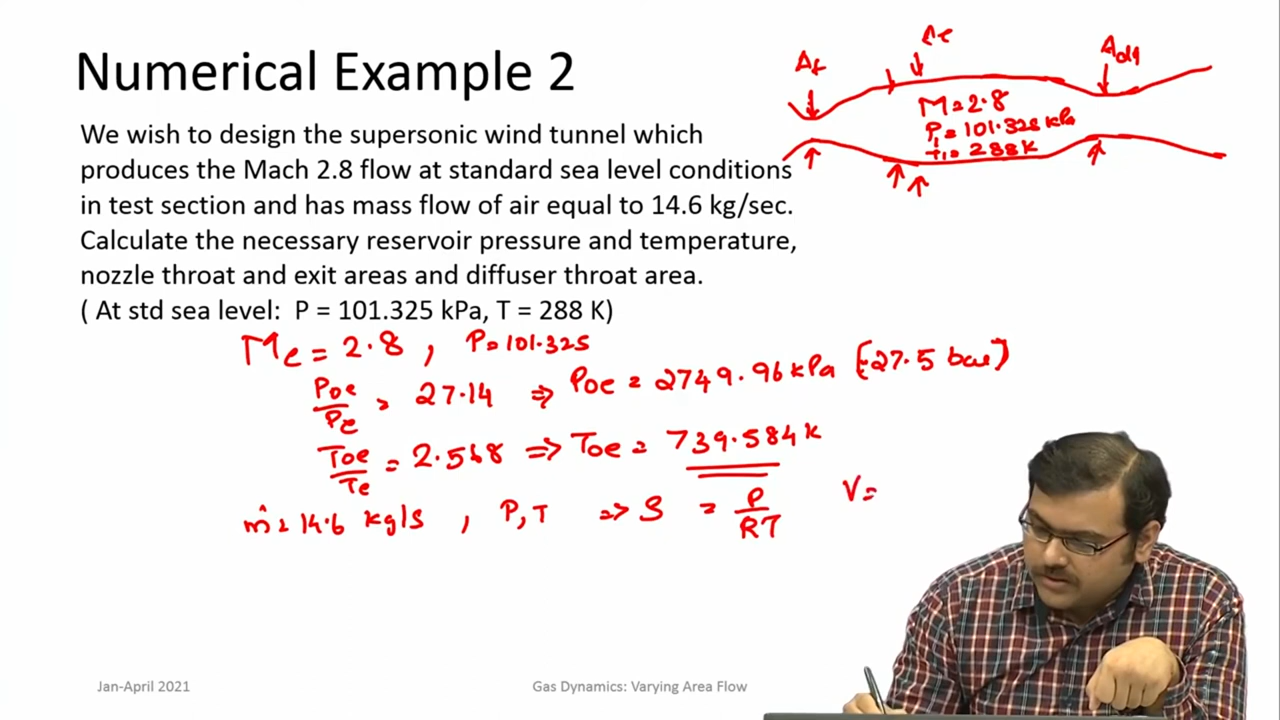 Numerical Example 2
We wish to design the supersonic wind tunnel which
produces the Mach 2.8 flow at standard sea level conditions
in test section and has mass flow of air equal to 14.6 kg/sec.
Calculate the necessary reservoir pressure and temperature,
nozzle throat and exit areas and diffuser throat area.
( At std sea level: P = 101.325 kPa, T = 288 K)
At
Ae
M = 2.8
P₁ = 101.325 kPa
T₁ = 288 K
Me = 2.8 , P = 101.325
Poe/Pe = 27.14 ⇒ Poe = 2749.96 kPa (~27.5 bar)
Toe/Te = 2.568 ⇒ Toe = 739.584 K
ṁ = 14.6 kg/s , P, T ⇒ ρ = P/RT V =
Jan-April 2021
Gas Dynamics: Varying Area Flow